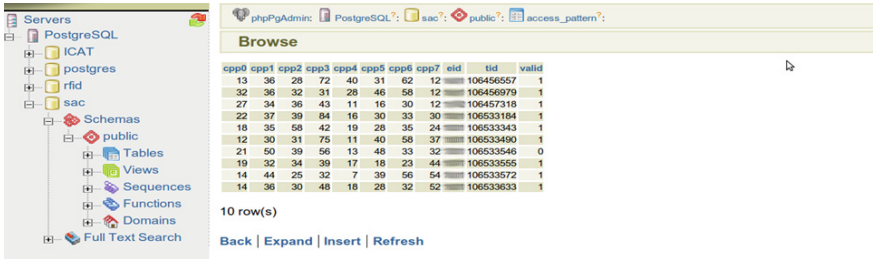 Servers
PostgreSQL
ICAT
postgres
rfid
sac
Schemas
public
Tables
Views
Sequences
Functions
Domains
Full Text Search
phpPgAdmin: PostgreSQL?: sac?: public?: access_pattern?:
Browse
cpp0 cpp1 cpp2 cpp3 cpp4 cpp5 cpp6 cpp7 eid tid valid
13 36 28 72 40 31 62 12 106456557 1
32 36 32 31 28 46 58 12 106456979 1
27 34 36 43 11 16 30 12 106457318 1
22 37 39 84 16 30 33 30 106533184 1
18 35 58 42 19 28 35 24 106533343 1
12 30 31 75 11 40 58 37 106533490 1
21 50 39 56 13 48 33 32 106533546 0
19 32 34 39 17 18 23 44 106533555 1
14 44 25 32 7 39 56 54 106533572 1
14 36 30 48 18 28 32 52 106533633 1
10 row(s)
Back | Expand | Insert | Refresh